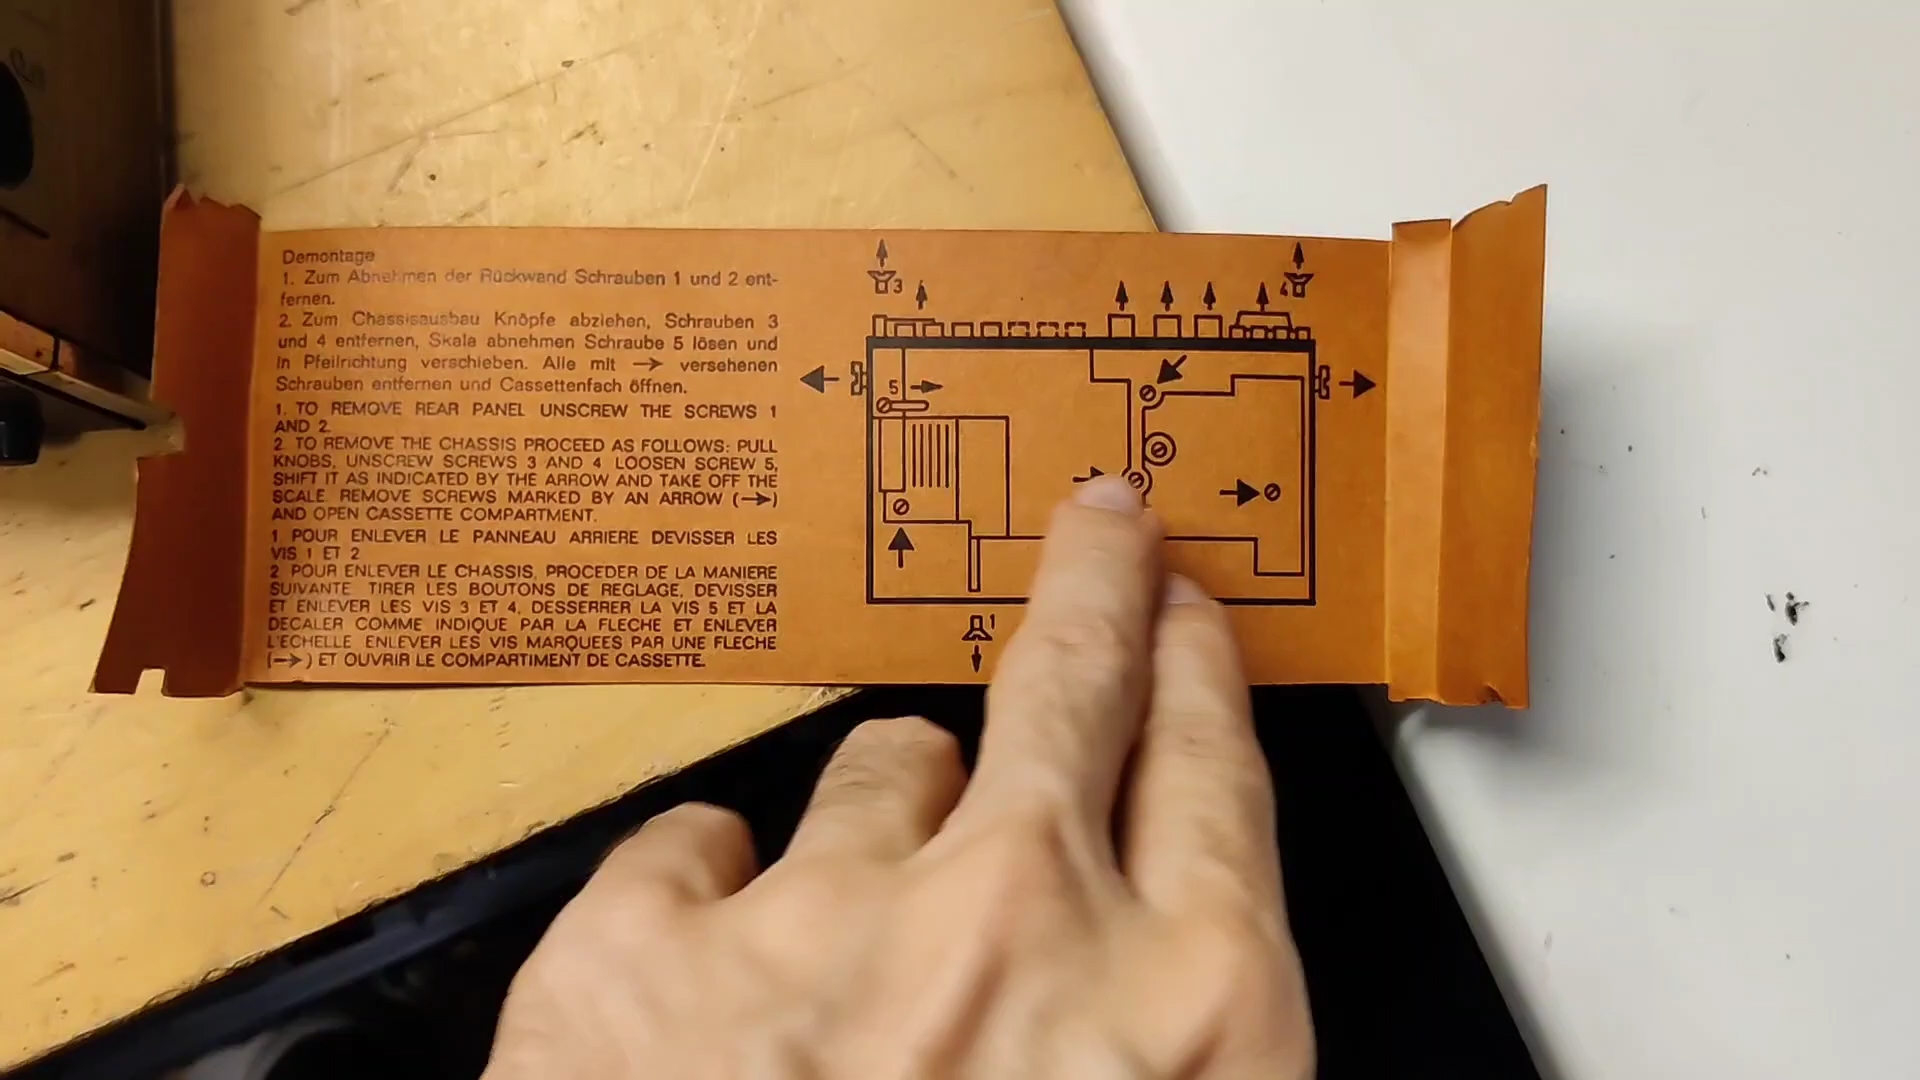 Demontage
1. Zum Abnehmen der Rückwand Schrauben 1 und 2 ent-
fernen.
2. Zum Chassisausbau Knöpfe abziehen, Schrauben 3
und 4 entfernen, Skala abnehmen Schraube 5 lösen und
in Pfeilrichtung verschieben. Alle mit → versehenen
Schrauben entfernen und Cassettenfach öffnen.
1. TO REMOVE REAR PANEL UNSCREW THE SCREWS 1
AND 2.
2. TO REMOVE THE CHASSIS PROCEED AS FOLLOWS: PULL
KNOBS, UNSCREW SCREWS 3 AND 4 LOOSEN SCREW 5,
SHIFT IT AS INDICATED BY THE ARROW AND TAKE OFF THE
SCALE. REMOVE SCREWS MARKED BY AN ARROW (→)
AND OPEN CASSETTE COMPARTMENT.
1. POUR ENLEVER LE PANNEAU ARRIERE DEVISSER LES
VIS 1 ET 2
2. POUR ENLEVER LE CHASSIS, PROCEDER DE LA MANIERE
SUIVANTE TIRER LES BOUTONS DE REGLAGE, DEVISSER
ET ENLEVER LES VIS 3 ET 4, DESSERRER LA VIS 5 ET LA
DECALER COMME INDIQUE PAR LA FLECHE ET ENLEVER
L'ECHELLE ENLEVER LES VIS MARQUEES PAR UNE FLECHE
(→) ET OUVRIR LE COMPARTIMENT DE CASSETTE.
3
4
5
1